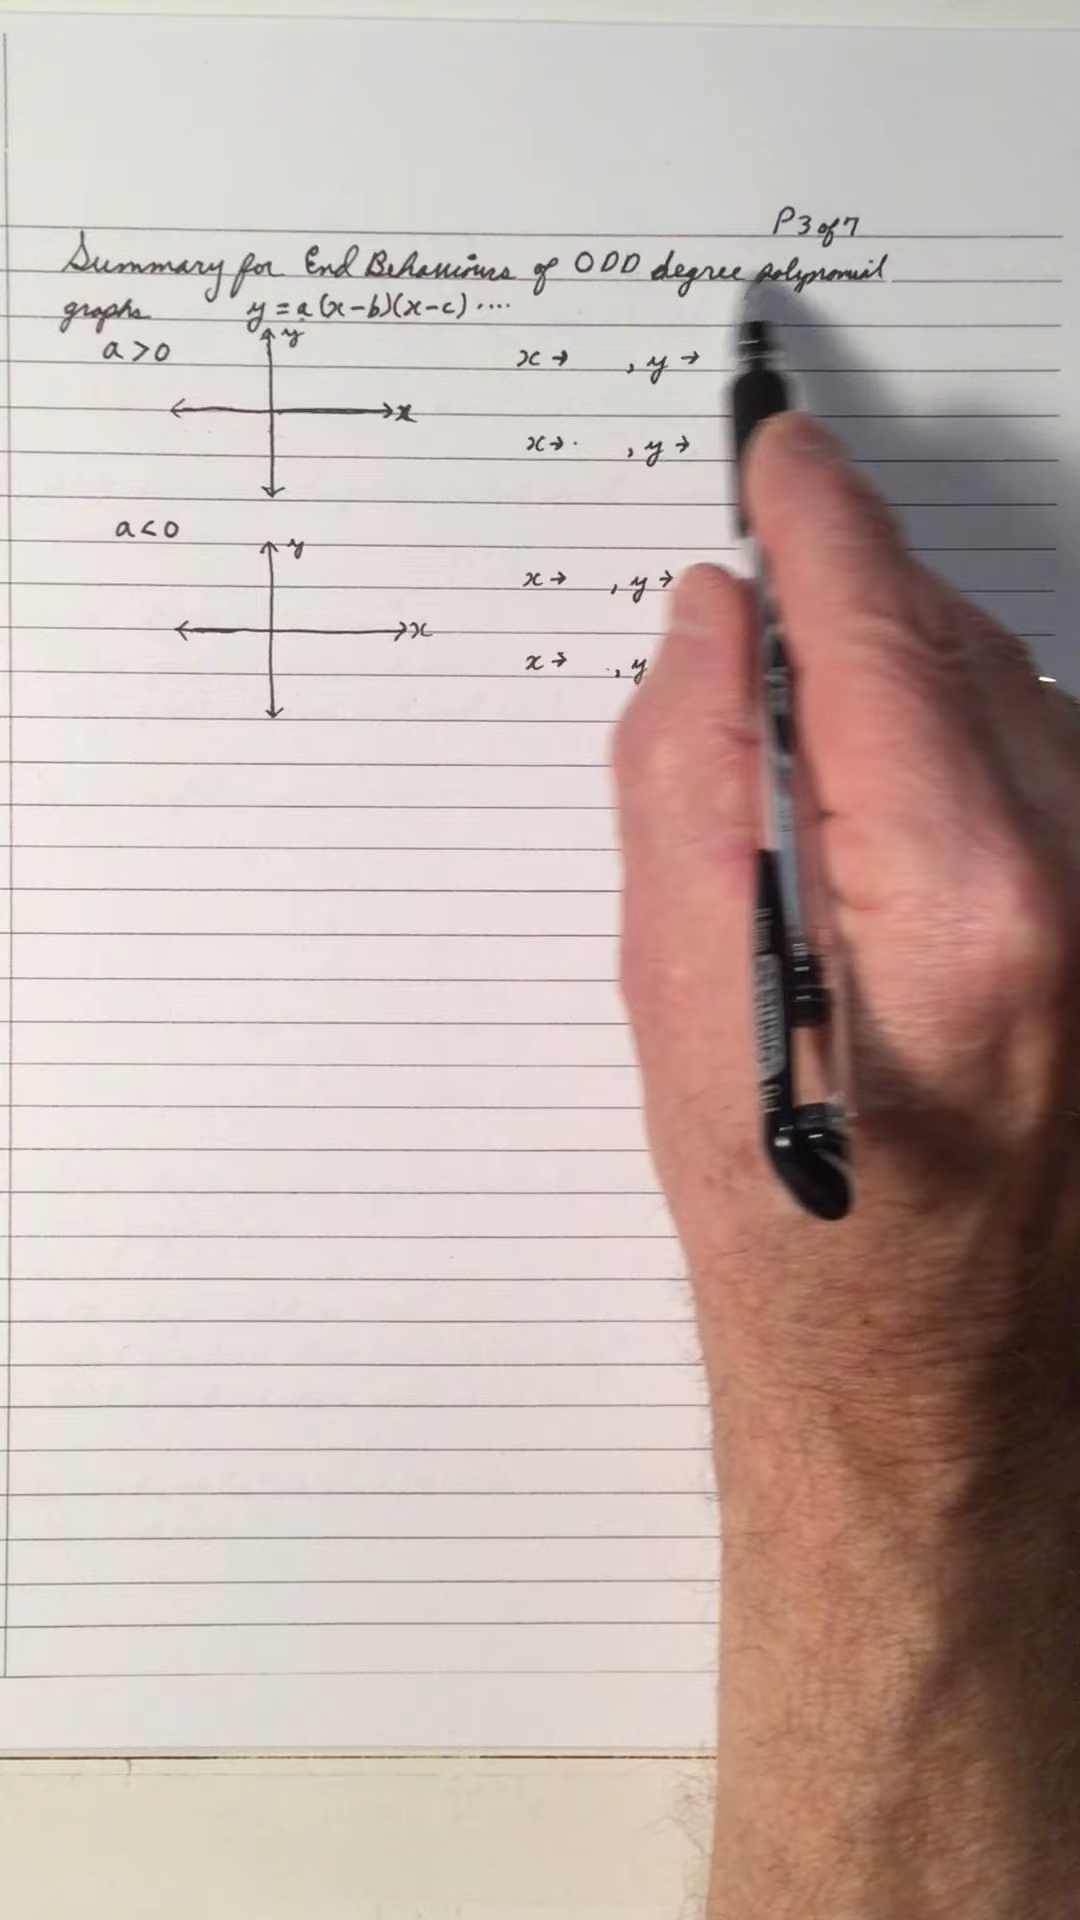 P3 of 7
Summary for End Behaviours of ODD degree polynomial
graphs y = a(x-b)(x-c)....
a > 0
y
x
x → , y →
x → , y →
a < 0
y
x
x → , y →
x → , y